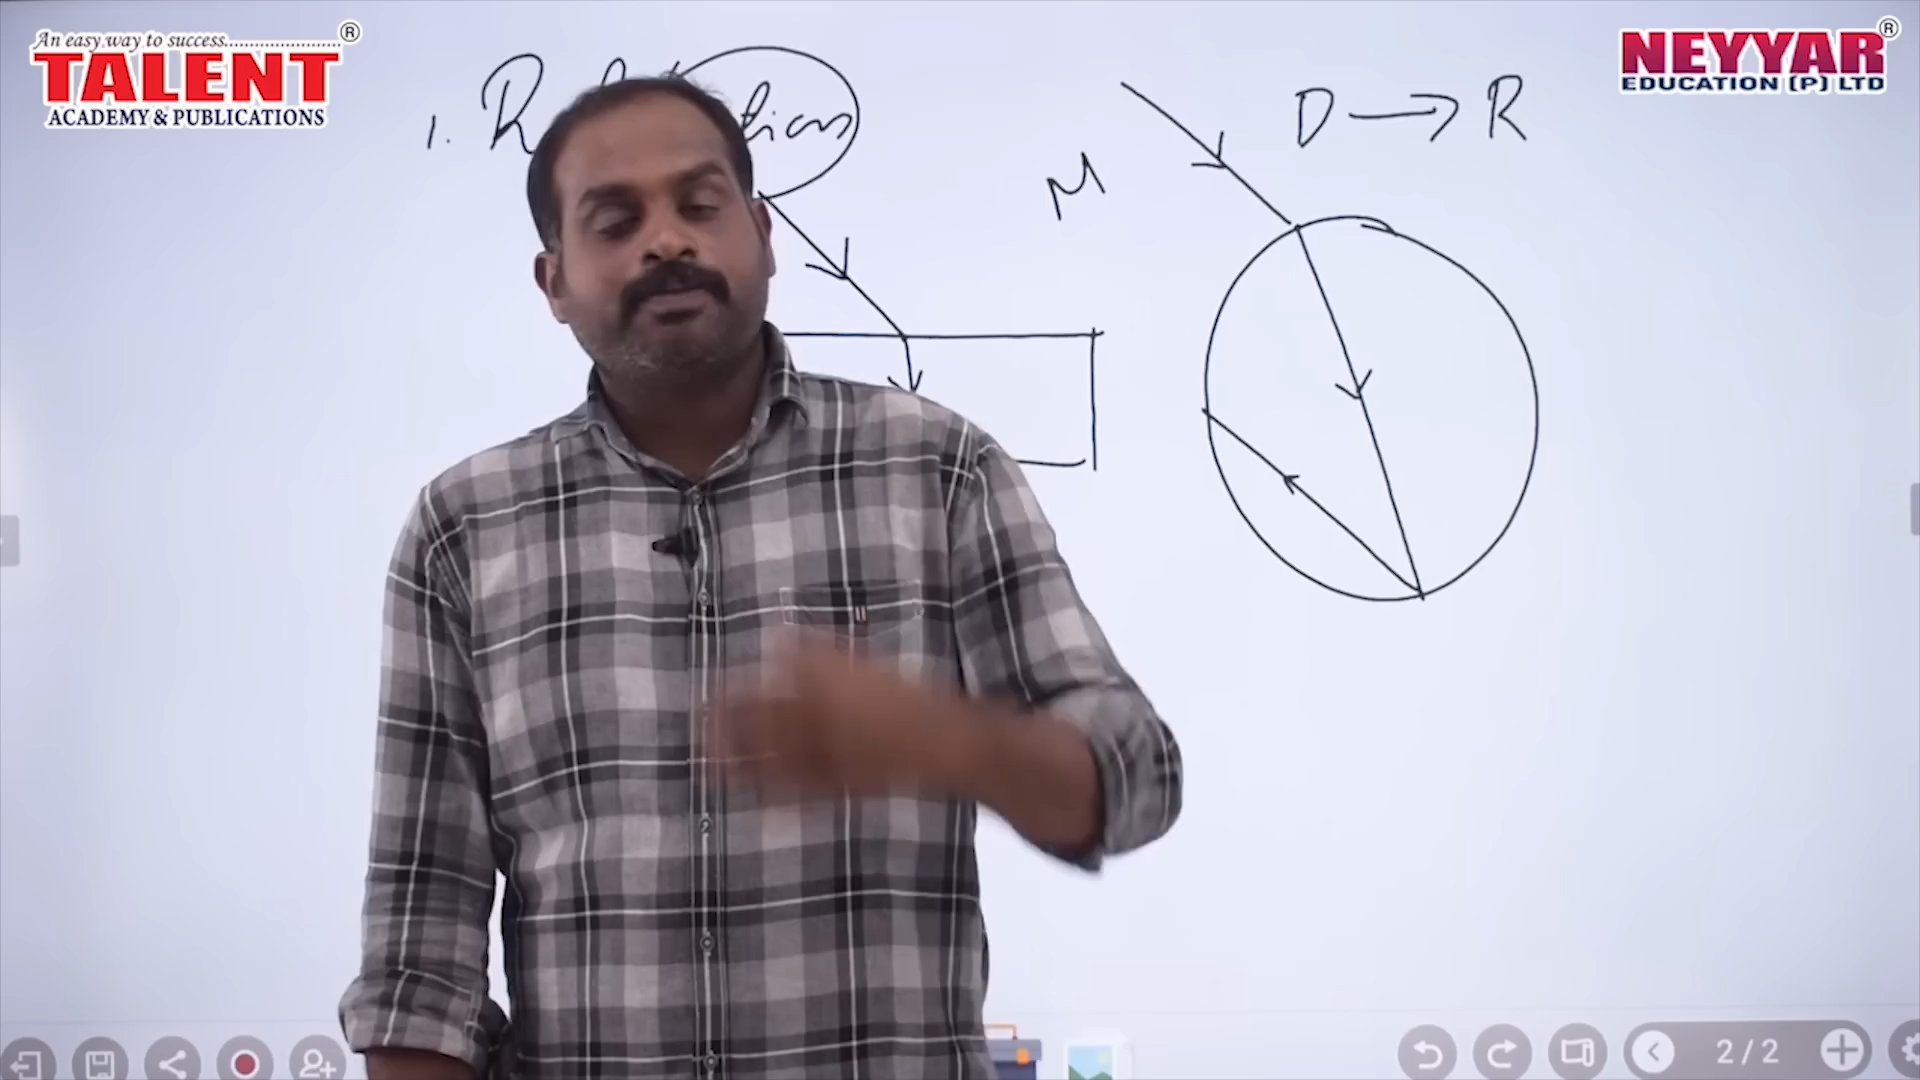 An easy way to success........................ ®
TALENT
ACADEMY & PUBLICATIONS
NEYYAR ®
EDUCATION (P) LTD
1.
D → R
M
2/2